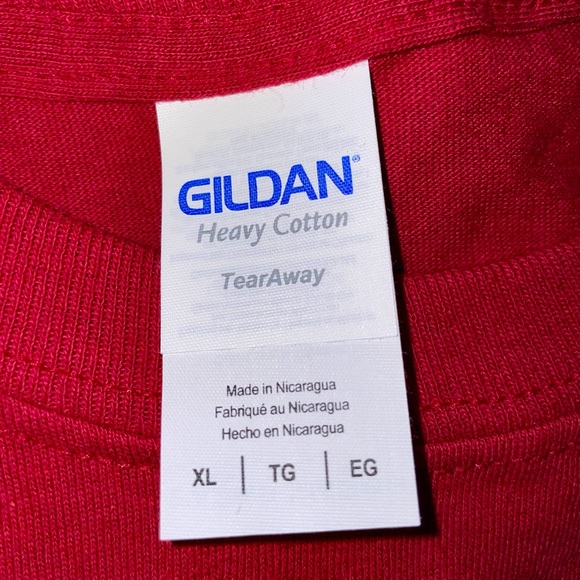 GILDAN®
Heavy Cotton
TearAway
Made in Nicaragua
Fabriqué au Nicaragua
Hecho en Nicaragua
XL | TG | EG